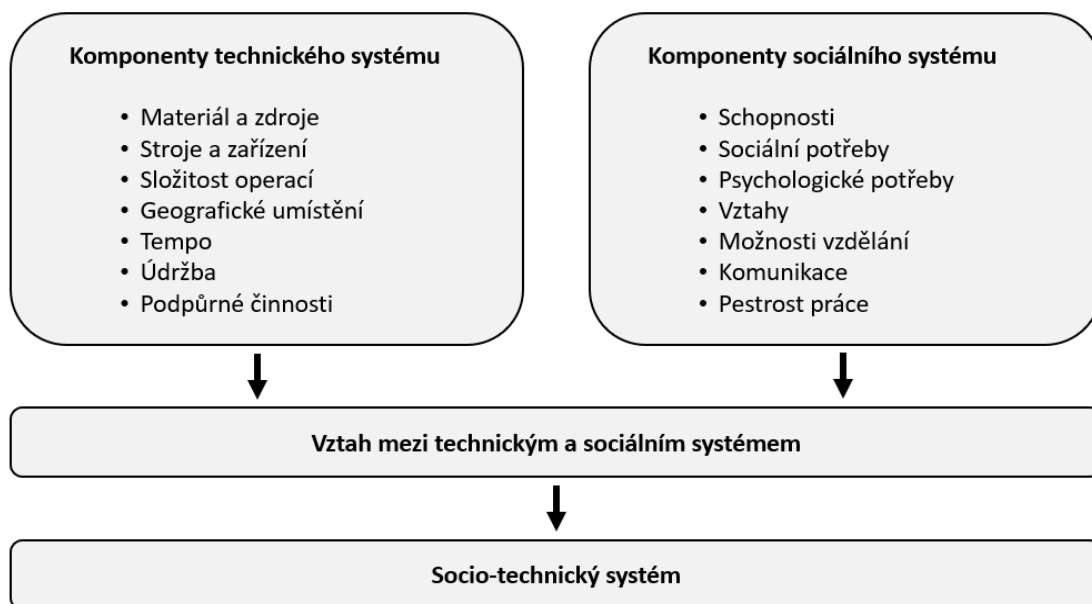 Komponenty technického systému
• Materiál a zdroje
• Stroje a zařízení
• Složitost operací
• Geografické umístění
• Tempo
• Údržba
• Podpůrné činnosti
Komponenty sociálního systému
• Schopnosti
• Sociální potřeby
• Psychologické potřeby
• Vztahy
• Možnosti vzdělání
• Komunikace
• Pestrost práce
Vztah mezi technickým a sociálním systémem
Socio-technický systém